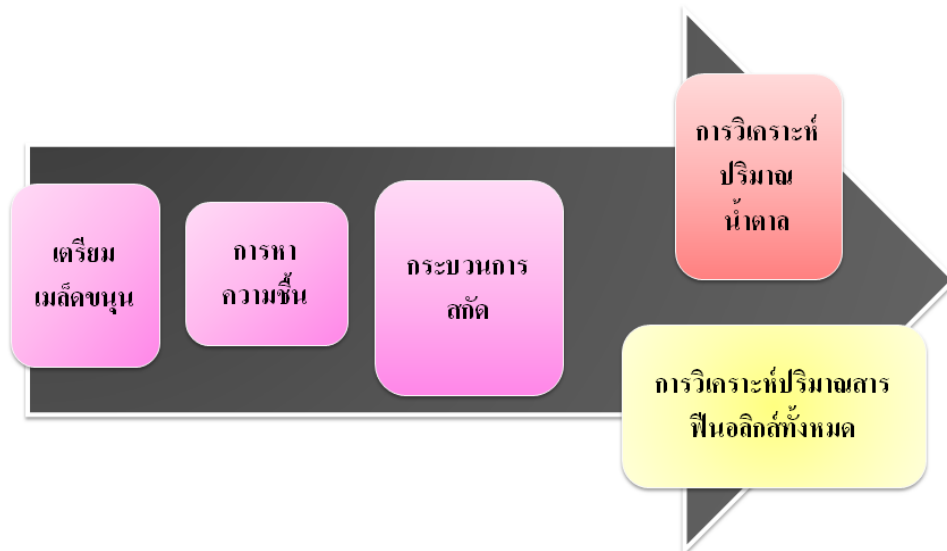 เตรียม
เมล็ดขนุน
การหา
ความชื้น
กระบวนการ
สกัด
การวิเคราะห์
ปริมาณ
น้ำตาล
การวิเคราะห์ปริมาณสาร
ฟีนอลิกส์ทั้งหมด